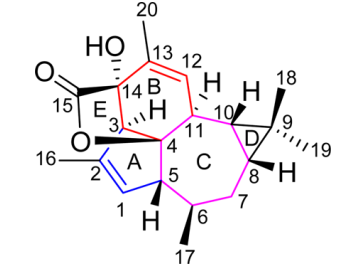 20
HO 13 12
O 14 B H H 18
15 E 3 H 10 9
O 4 11 D 19
16 A C 8
2 5 H
1 6 7
H
17